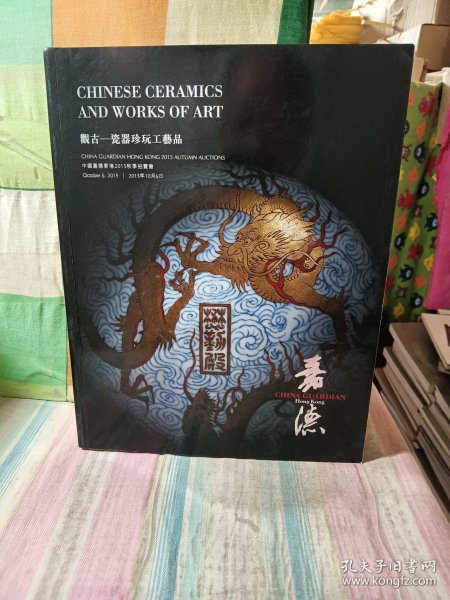 CHINESE CERAMICS
AND WORKS OF ART
觀古—瓷器珍玩工藝品
CHINA GUARDIAN HONG KONG 2015 AUTUMN AUCTIONS
中國嘉德香港2015秋季拍賣會
October 6, 2015 | 2015年10月6日
懋勤殿
嘉
CHINA GUARDIAN
Hong Kong
德
孔夫子旧书网
www.kongfz.com